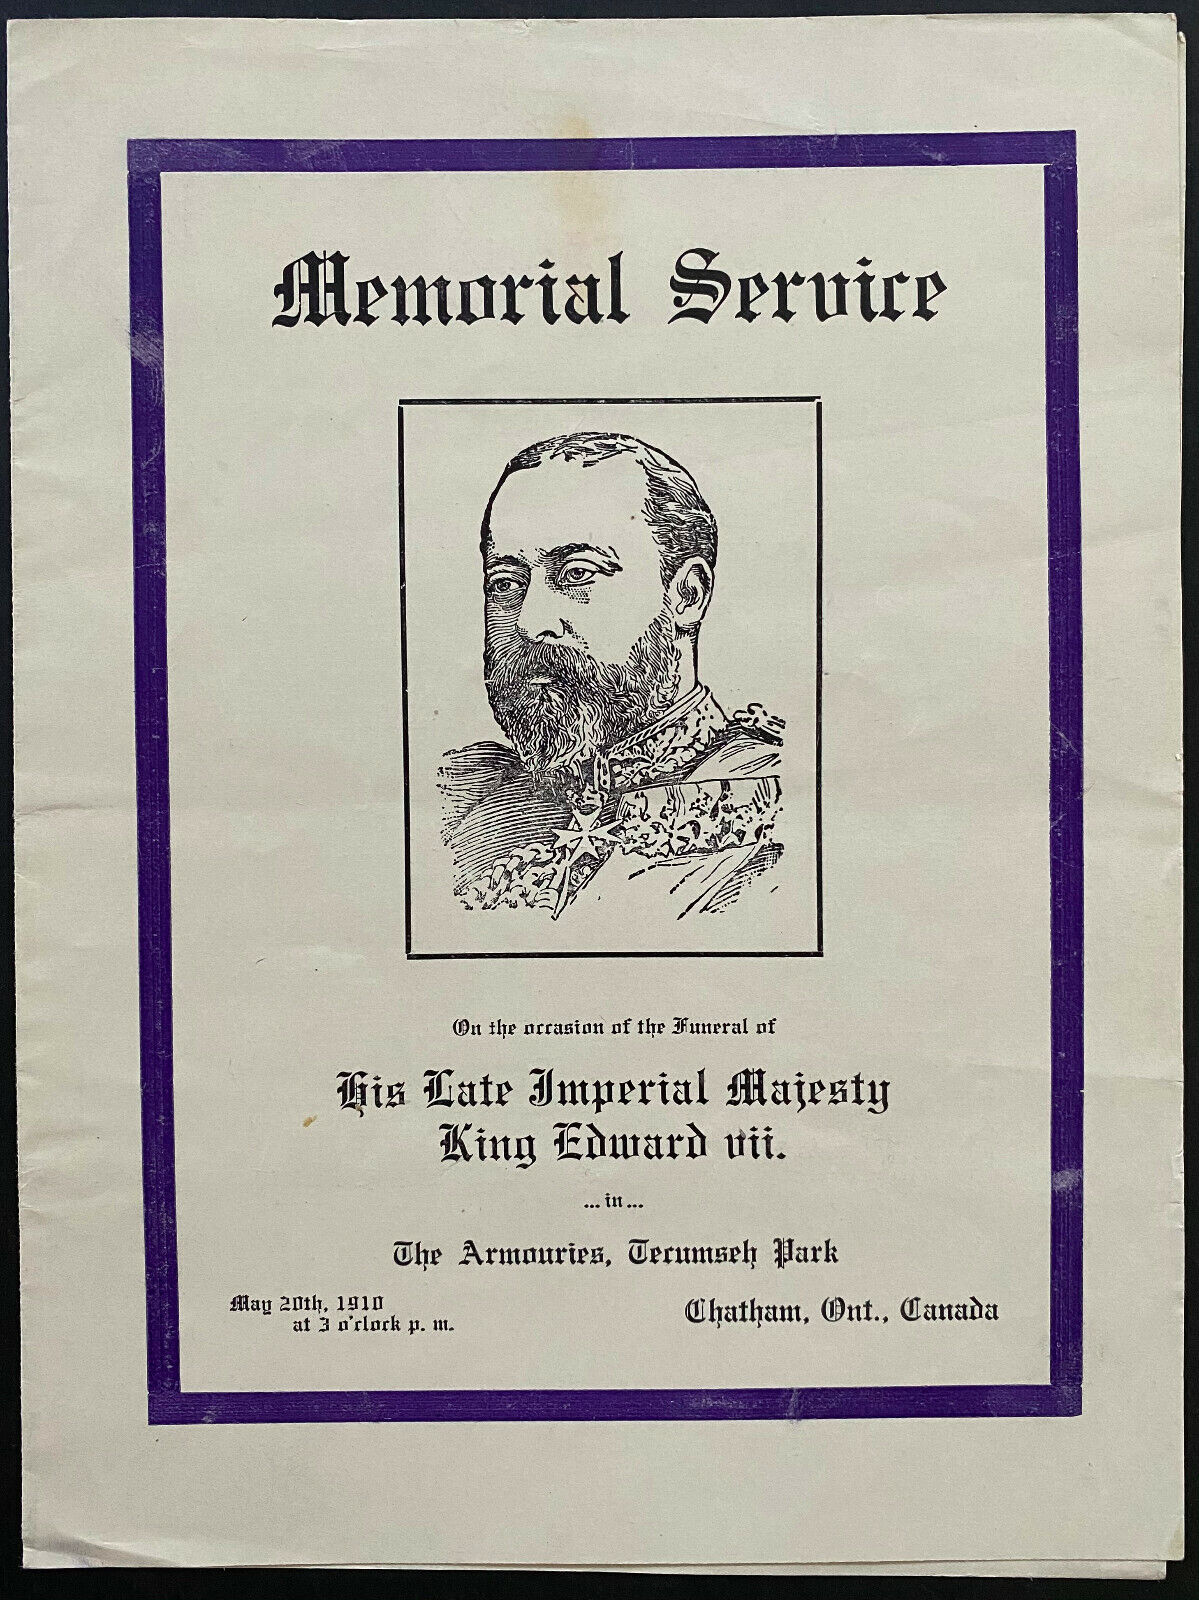 Memorial Service
On the occasion of the Funeral of
His Late Imperial Majesty
King Edward vii.
... in ...
The Armouries, Tecumseh Park
May 20th, 1910
at 3 o'clock p. m.
Chatham, Ont., Canada